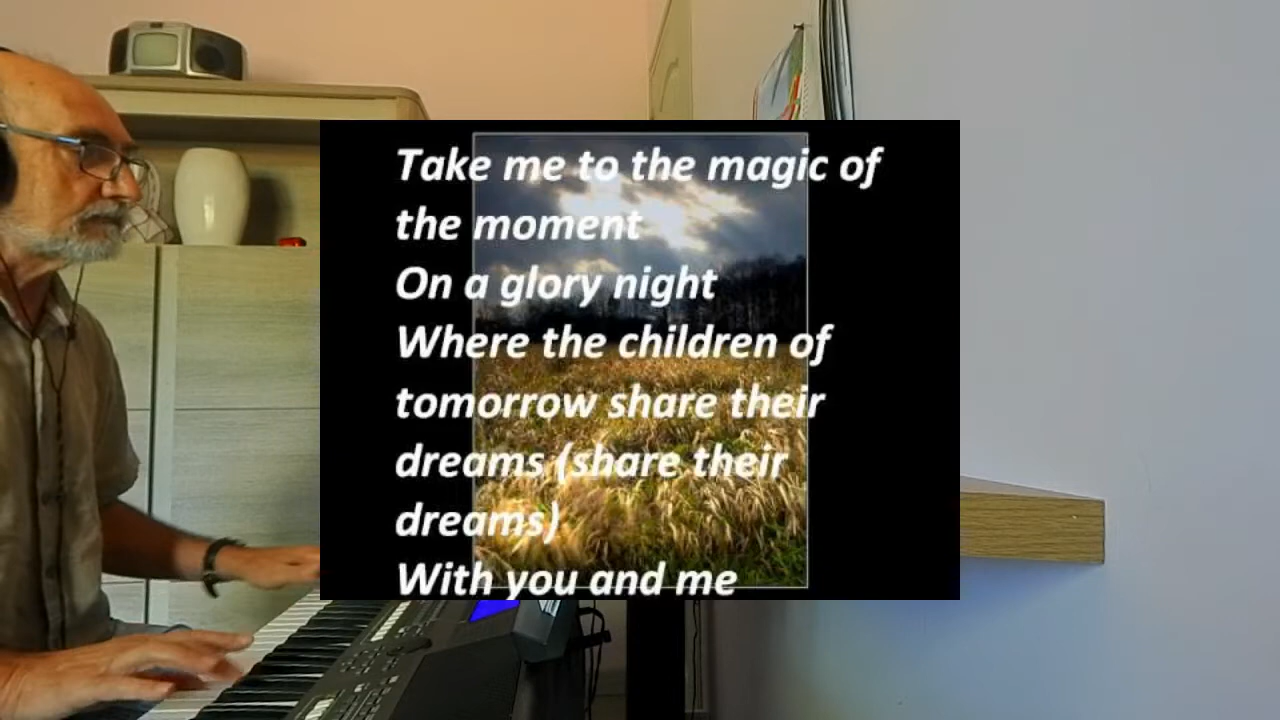 Take me to the magic of
the moment
On a glory night
Where the children of
tomorrow share their
dreams (share their
dreams)
With you and me